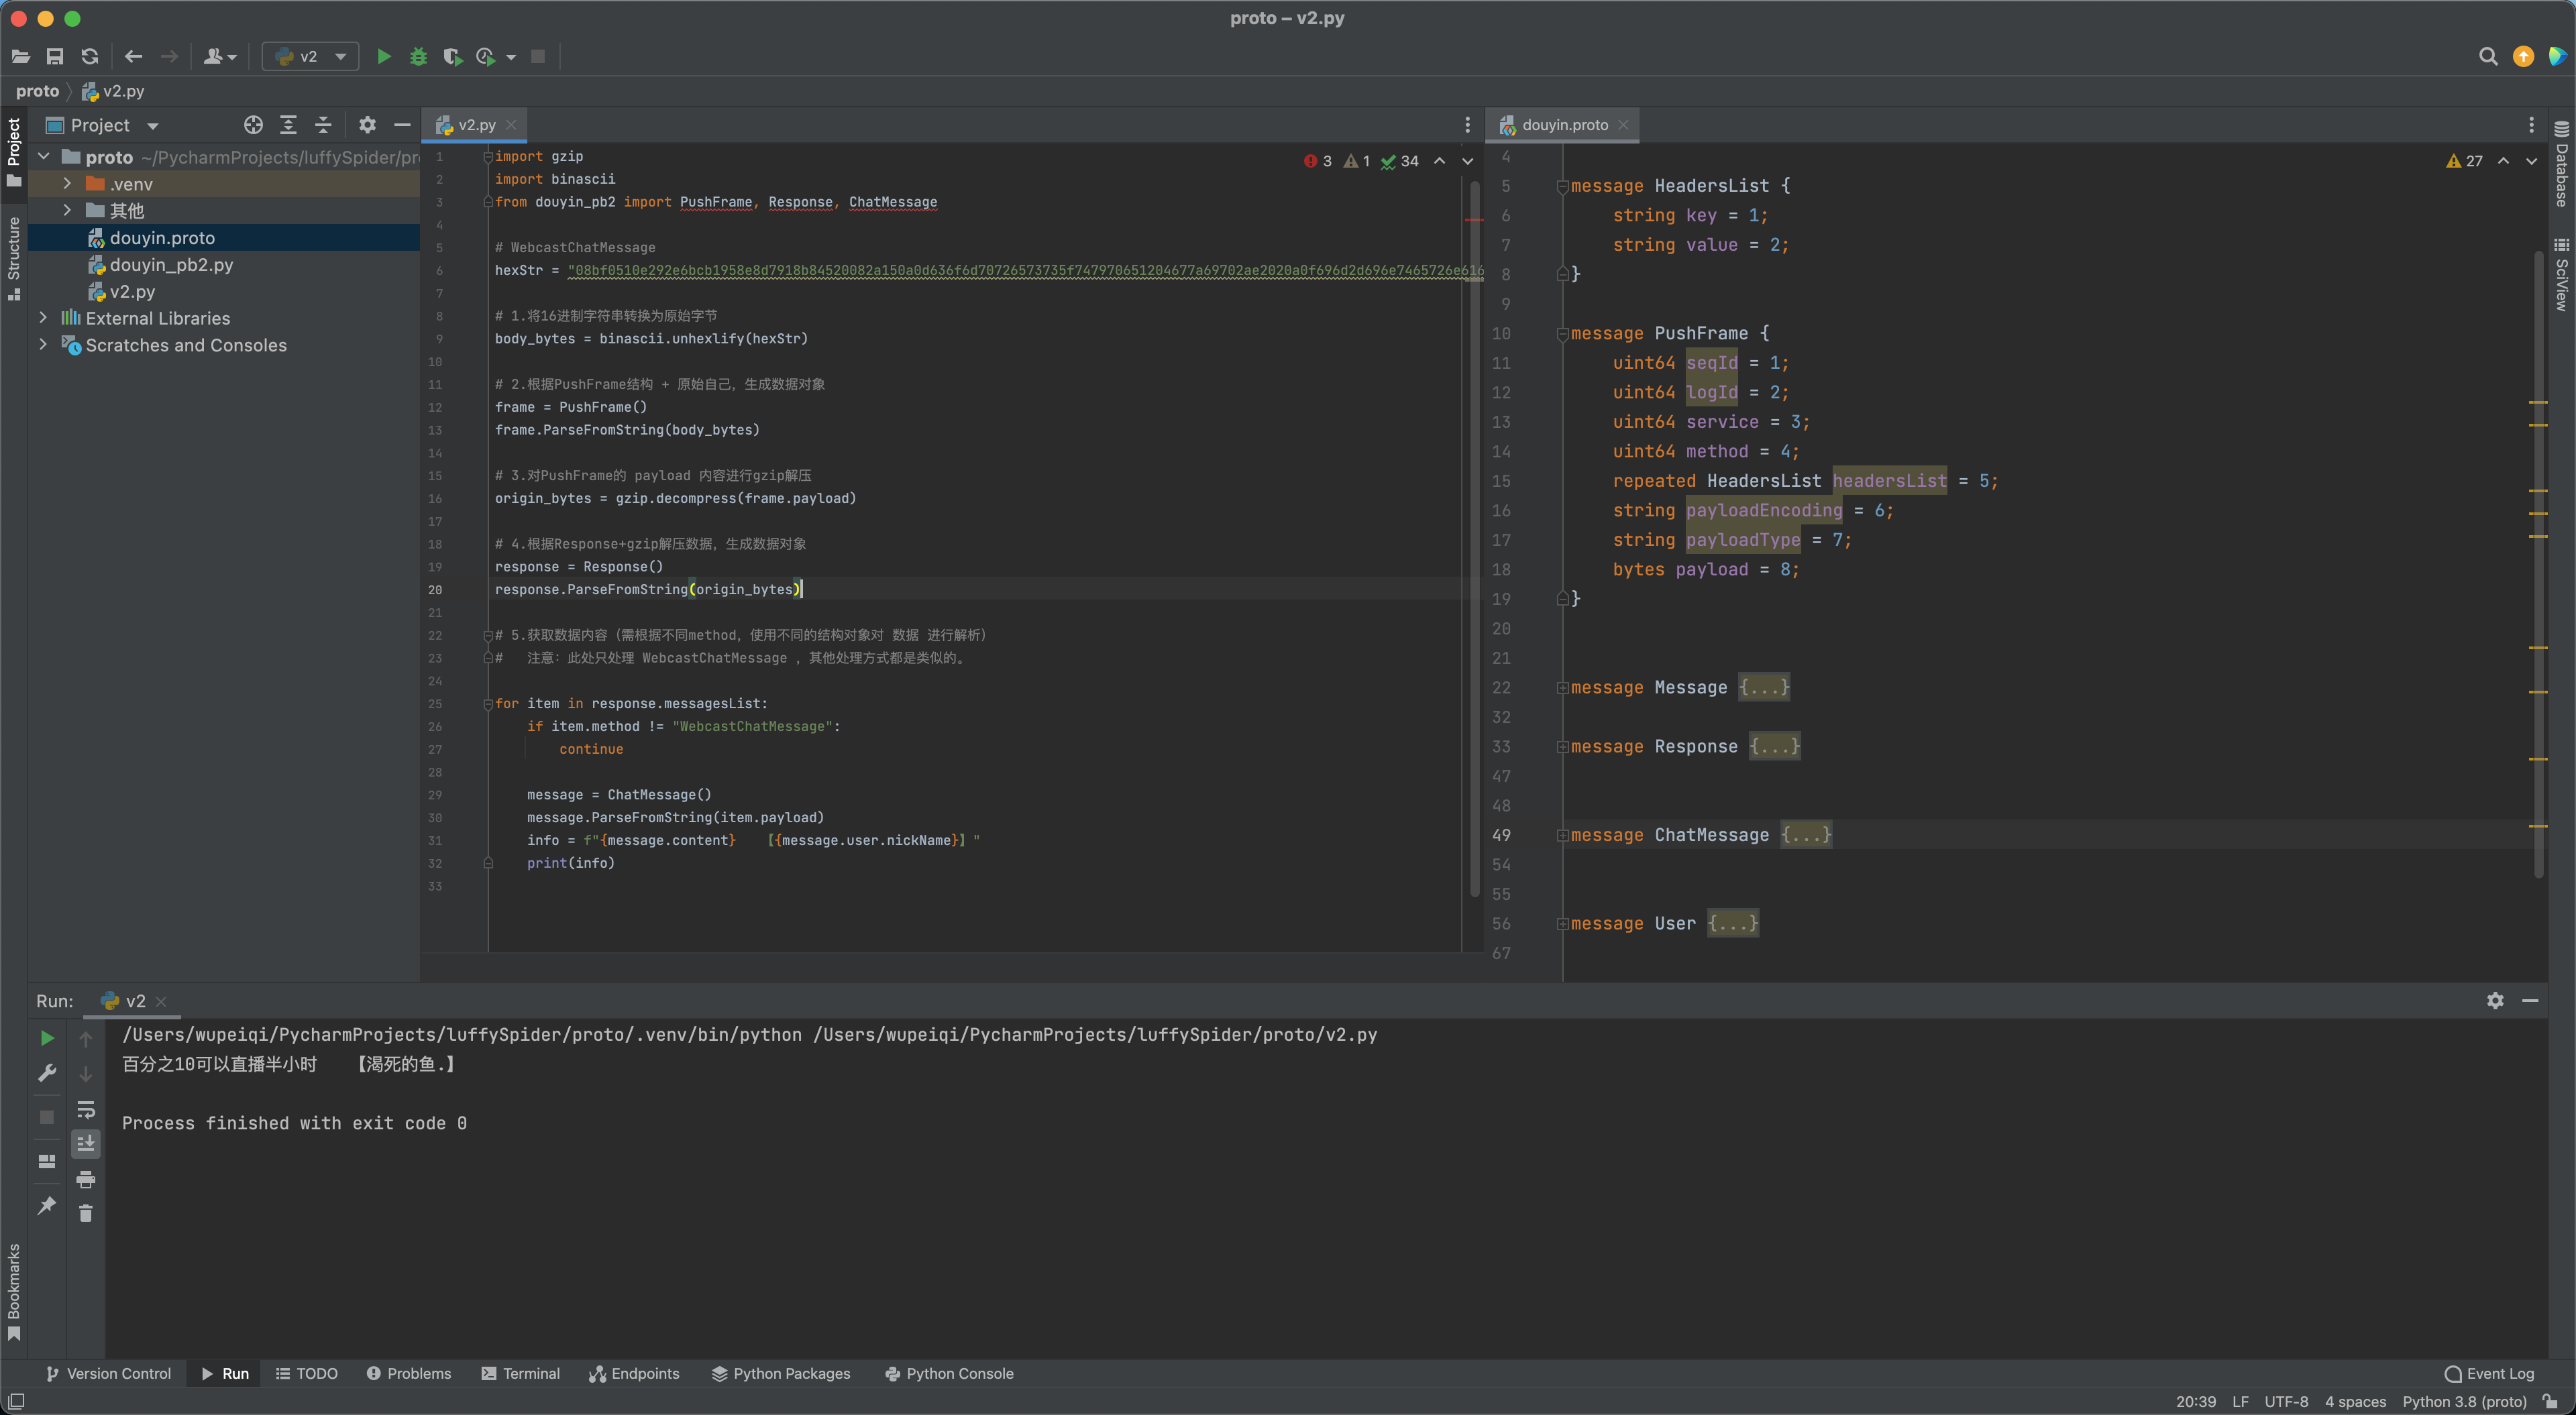 proto – v2.py
v2
proto
v2.py
Project
Structure
Bookmarks
Project
proto ~/PycharmProjects/luffySpider/pr
.venv
其他
douyin.proto
douyin_pb2.py
v2.py
External Libraries
Scratches and Consoles
v2.py
3 1 34
1 import gzip
2 import binascii
3 from douyin_pb2 import PushFrame, Response, ChatMessage
4
5 # WebcastChatMessage
6 hexStr = "08bf0510e292e6bcb1958e8d7918b84520082a150a0d636f6d70726573735f747970651204677a69702ae2020a0f696d2d696e7465726e616
7
8 # 1.将16进制字符串转换为原始字节
9 body_bytes = binascii.unhexlify(hexStr)
10
11 # 2.根据PushFrame结构 + 原始自己，生成数据对象
12 frame = PushFrame()
13 frame.ParseFromString(body_bytes)
14
15 # 3.对PushFrame的 payload 内容进行gzip解压
16 origin_bytes = gzip.decompress(frame.payload)
17
18 # 4.根据Response+gzip解压数据，生成数据对象
19 response = Response()
20 response.ParseFromString(origin_bytes)
21
22 # 5.获取数据内容（需根据不同method，使用不同的结构对象对 数据 进行解析）
23 #   注意：此处只处理 WebcastChatMessage ，其他处理方式都是类似的。
24
25 for item in response.messagesList:
26     if item.method != "WebcastChatMessage":
27         continue
28
29     message = ChatMessage()
30     message.ParseFromString(item.payload)
31     info = f"{message.content}    【{message.user.nickName}】"
32     print(info)
33
douyin.proto
27
4
5 message HeadersList {
6     string key = 1;
7     string value = 2;
8 }
9
10 message PushFrame {
11     uint64 seqId = 1;
12     uint64 logId = 2;
13     uint64 service = 3;
14     uint64 method = 4;
15     repeated HeadersList headersList = 5;
16     string payloadEncoding = 6;
17     string payloadType = 7;
18     bytes payload = 8;
19 }
20
21
22 message Message {...}
32
33 message Response {...}
47
48
49 message ChatMessage {...}
54
55
56 message User {...}
67
Database
SciView
Run: v2
/Users/wupeiqi/PycharmProjects/luffySpider/proto/.venv/bin/python /Users/wupeiqi/PycharmProjects/luffySpider/proto/v2.py
百分之10可以直播半小时    【渴死的鱼.】
Process finished with exit code 0
Version Control Run TODO Problems Terminal Endpoints Python Packages Python Console Event Log
20:39 LF UTF-8 4 spaces Python 3.8 (proto)